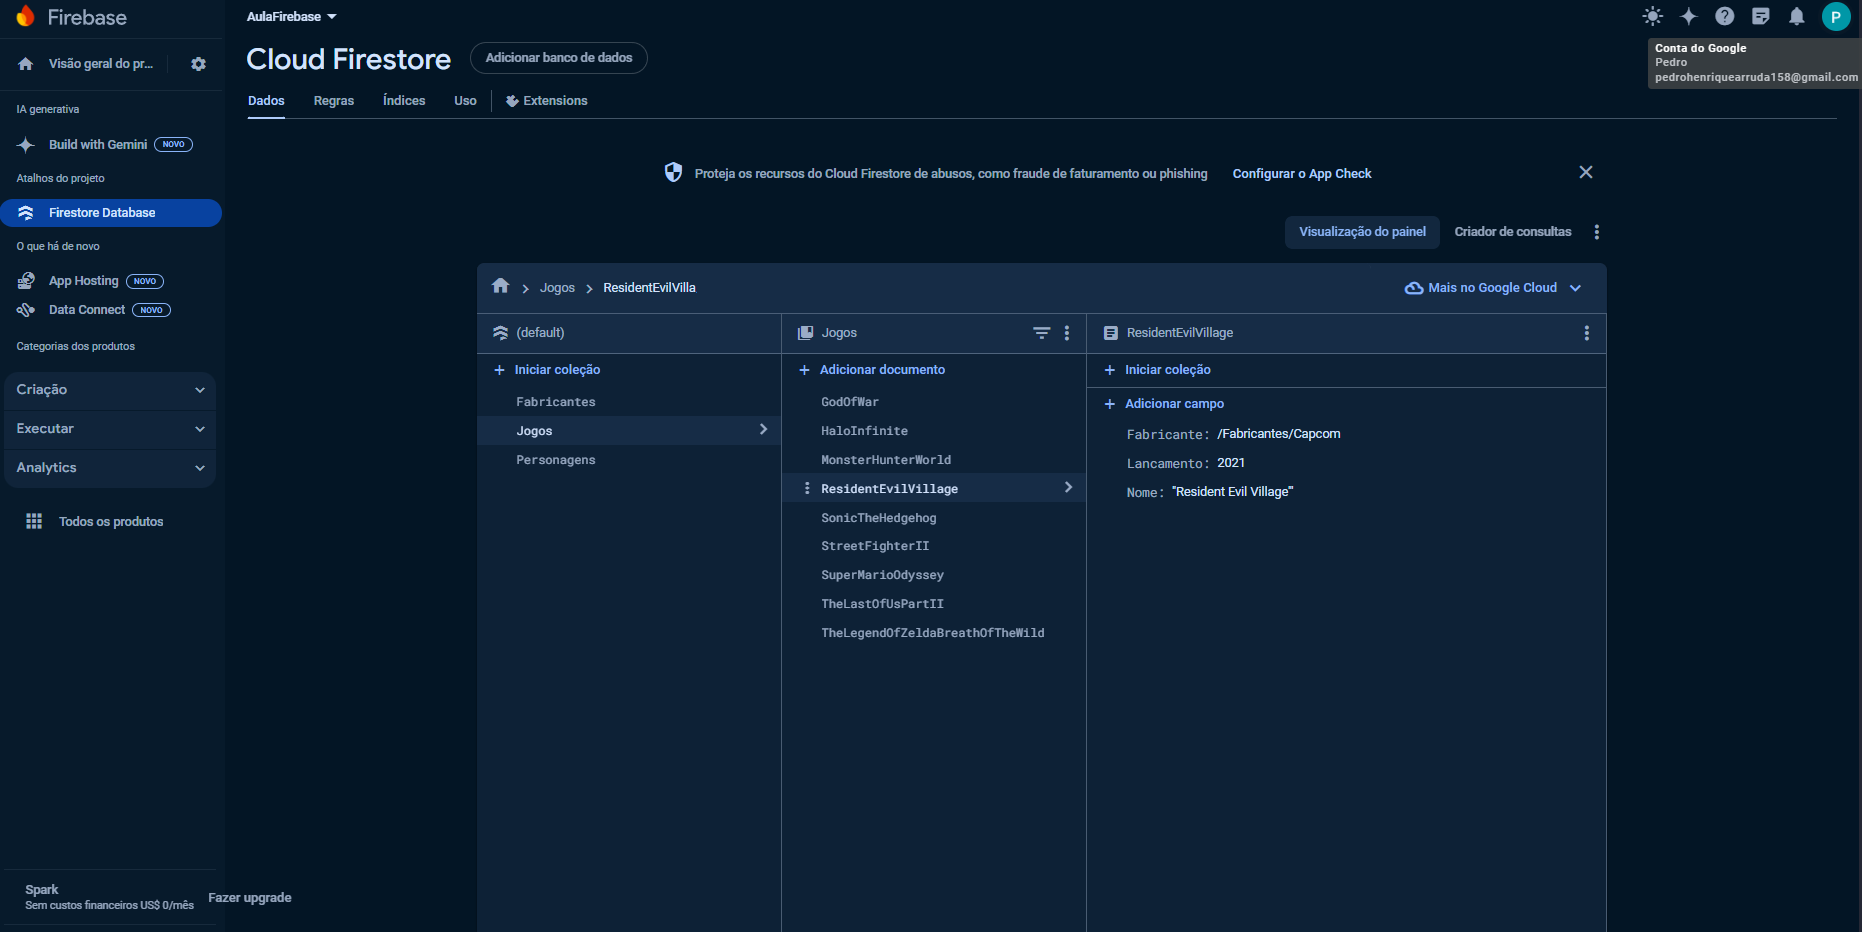 Firebase
AulaFirebase
Conta do Google
Pedro
pedrohenriquearruda158@gmail.com
Visão geral do pr...
Cloud Firestore
Adicionar banco de dados
Dados
Regras
Índices
Uso
Extensions
IA generativa
Build with Gemini NOVO
Atalhos do projeto
Firestore Database
O que há de novo
App Hosting NOVO
Data Connect NOVO
Categorias dos produtos
Criação
Executar
Analytics
Todos os produtos
Spark
Sem custos financeiros US$ 0/mês
Fazer upgrade
Proteja os recursos do Cloud Firestore de abusos, como fraude de faturamento ou phishing
Configurar o App Check
Visualização do painel
Criador de consultas
Jogos
ResidentEvilVilla
Mais no Google Cloud
(default)
+ Iniciar coleção
Fabricantes
Jogos
Personagens
Jogos
+ Adicionar documento
GodOfWar
HaloInfinite
MonsterHunterWorld
ResidentEvilVillage
SonicTheHedgehog
StreetFighterII
SuperMarioOdyssey
TheLastOfUsPartII
TheLegendOfZeldaBreathOfTheWild
ResidentEvilVillage
+ Iniciar coleção
+ Adicionar campo
Fabricante: /Fabricantes/Capcom
Lancamento: 2021
Nome: "Resident Evil Village"
P